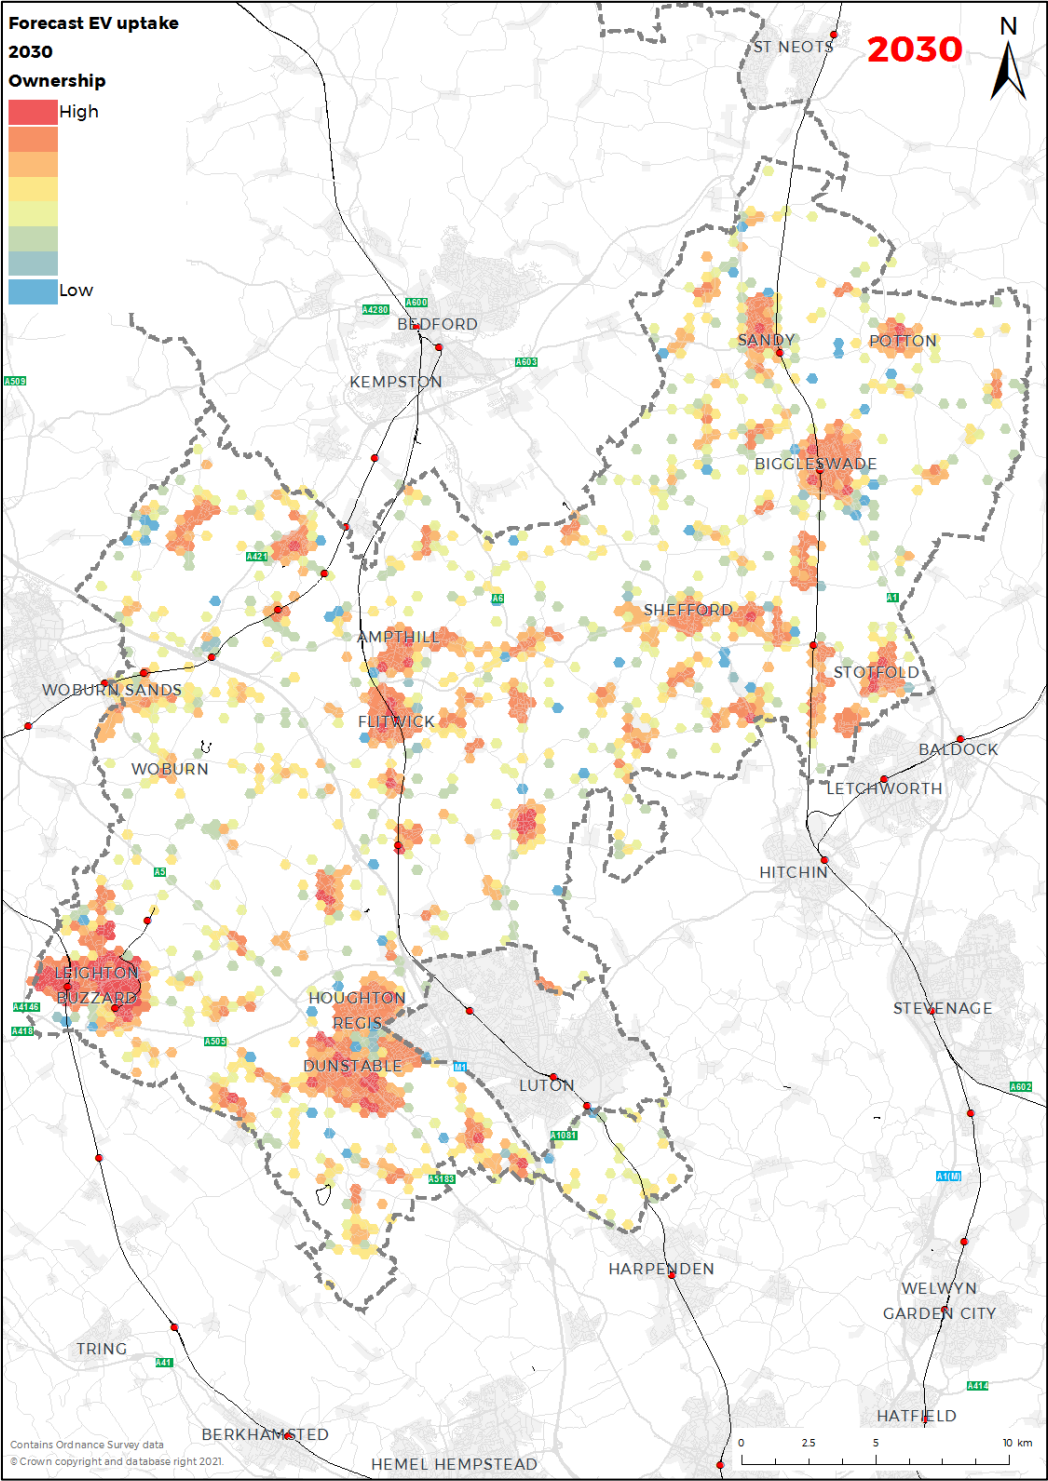 Forecast EV uptake
2030
Ownership
High
Low
2030
N
ST NEOTS
A4280
A600
BEDFORD
A603
KEMPSTON
A509
SANDY
POTTON
BIGGLESWADE
A421
A6
A1
SHEFFORD
AMPTHILL
STOTFOLD
WOBURN SANDS
FLITWICK
BALDOCK
WOBURN
LETCHWORTH
HITCHIN
A5
LEIGHTON
BUZZARD
A4146
A418
HOUGHTON
REGIS
A505
DUNSTABLE
M1
LUTON
STEVENAGE
A602
A1081
A5183
A1(M)
HARPENDEN
WELWYN
GARDEN CITY
TRING
A41
A414
HATFIELD
BERKHAMSTED
HEMEL HEMPSTEAD
0 2.5 5 10 km
Contains Ordnance Survey data
© Crown copyright and database right 2021.